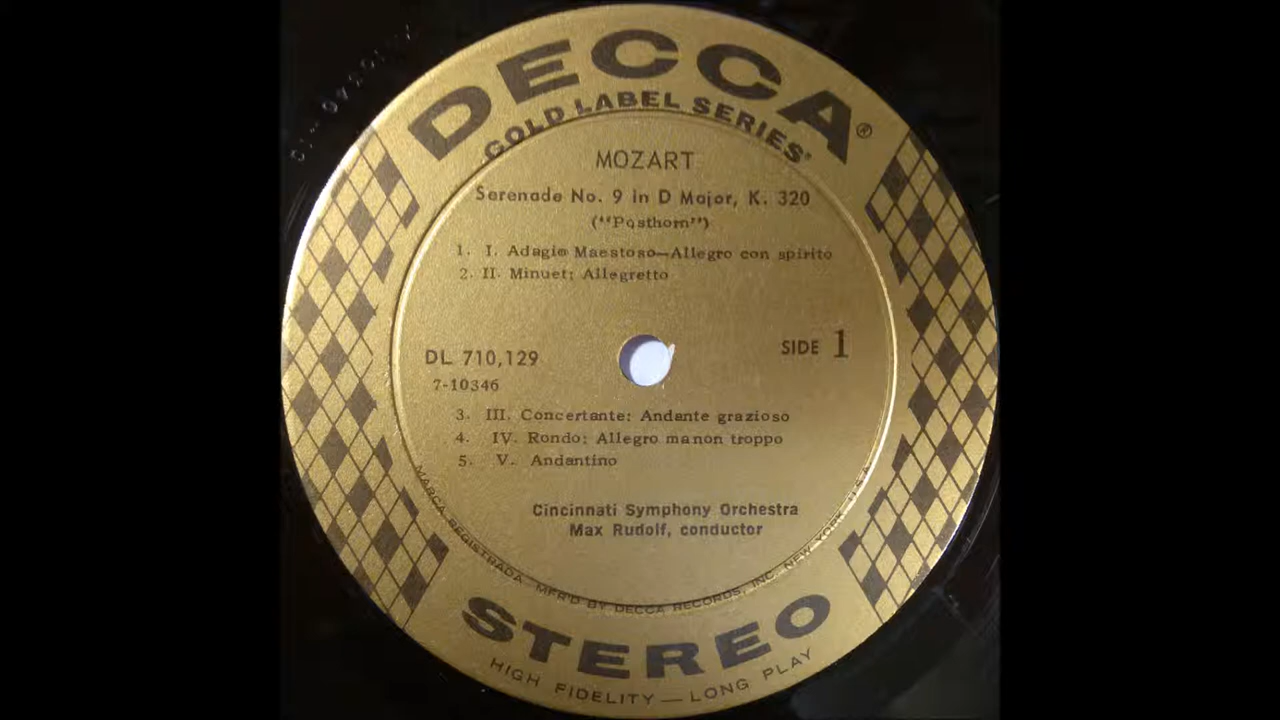 DECCA®
GOLD LABEL SERIES
MOZART
Serenade No. 9 in D Major, K. 320
("Posthorn")
1. I. Adagio Maestoso—Allegro con spirito
2. II. Minuet: Allegretto
DL 710,129
SIDE 1
7-10346
3. III. Concertante: Andante grazioso
4. IV. Rondo: Allegro ma non troppo
5. V. Andantino
Cincinnati Symphony Orchestra
Max Rudolf, conductor
MARCA REGISTRADA. MFR'D BY DECCA RECORDS, INC., NEW YORK, U.S.A.
STEREO
HIGH FIDELITY — LONG PLAY